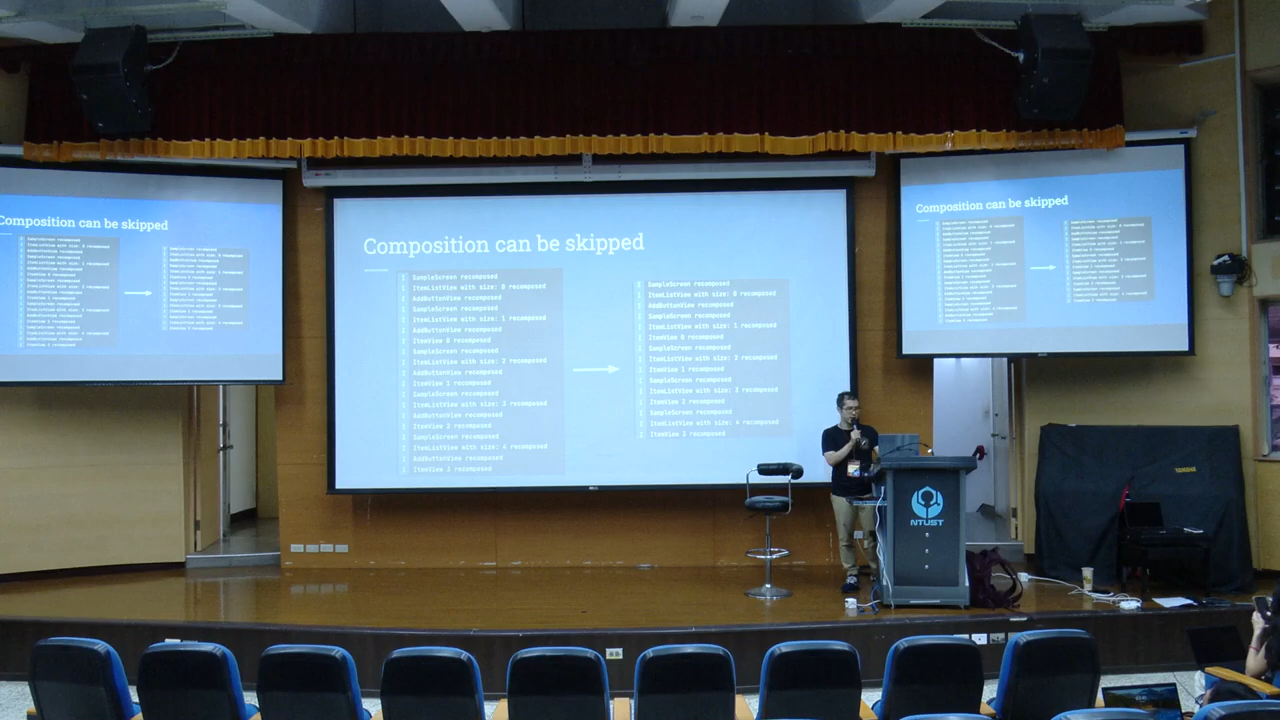 Composition can be skipped
I SampleScreen recomposed
I ItemListView with size: 0 recomposed
I AddButtonView recomposed
I SampleScreen recomposed
I ItemListView with size: 1 recomposed
I AddButtonView recomposed
I ItemView 0 recomposed
I SampleScreen recomposed
I ItemListView with size: 2 recomposed
I AddButtonView recomposed
I ItemView 1 recomposed
I SampleScreen recomposed
I ItemListView with size: 3 recomposed
I AddButtonView recomposed
I ItemView 2 recomposed
I SampleScreen recomposed
I ItemListView with size: 4 recomposed
I AddButtonView recomposed
I ItemView 3 recomposed
I SampleScreen recomposed
I ItemListView with size: 0 recomposed
I SampleScreen recomposed
I ItemListView with size: 1 recomposed
I ItemView 0 recomposed
I SampleScreen recomposed
I ItemListView with size: 2 recomposed
I ItemView 1 recomposed
I SampleScreen recomposed
I ItemListView with size: 3 recomposed
I ItemView 2 recomposed
I SampleScreen recomposed
I ItemListView with size: 4 recomposed
I ItemView 3 recomposed
Composition can be skipped
Composition can be skipped
NTUST
YAMAHA